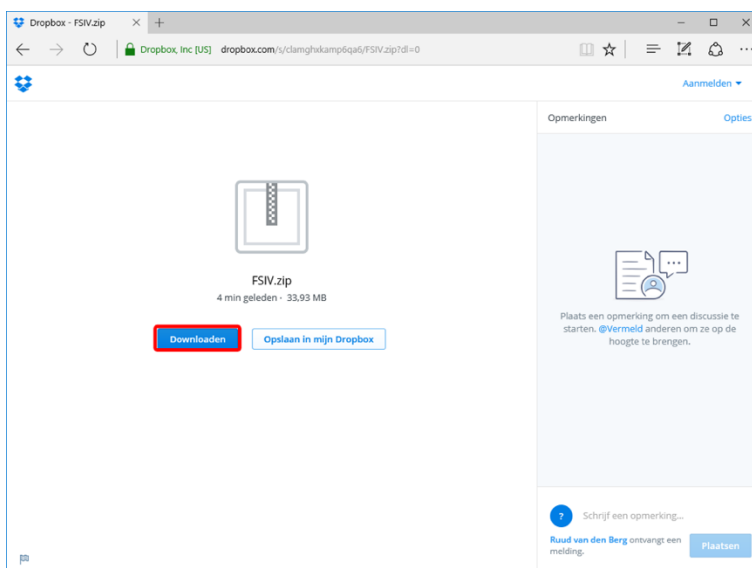 Dropbox - FSIV.zip
Dropbox, Inc [US] dropbox.com/s/clamghxkamp6qa6/FSIV.zip?dl=0
Aanmelden
Opmerkingen
Opties
FSIV.zip
4 min geleden - 33,93 MB
Downloaden
Opslaan in mijn Dropbox
Plaats een opmerking om een discussie te
starten. @Vermeld anderen om ze op de
hoogte te brengen.
?
Schrijf een opmerking...
Ruud van den Berg ontvangt een
melding.
Plaatsen